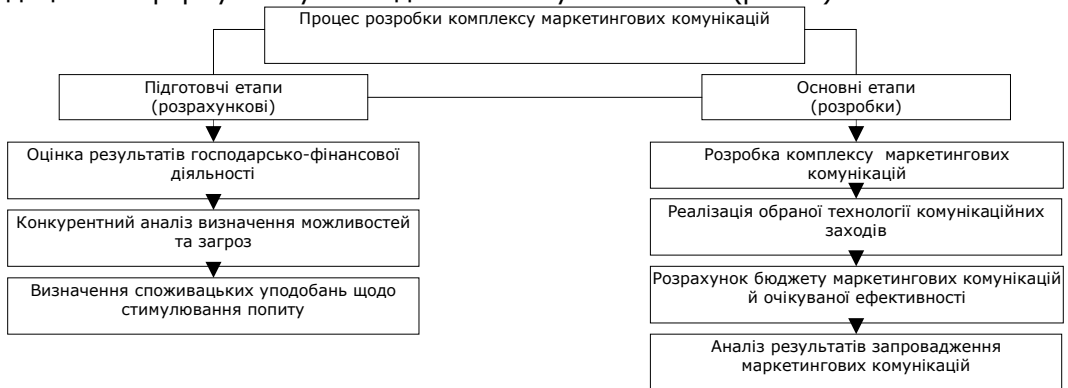 Процес розробки комплексу маркетингових комунікацій
Підготовчі етапи
(розрахункові)
Основні етапи
(розробки)
Оцінка результатів господарсько-фінансової
діяльності
Конкурентний аналіз визначення можливостей
та загроз
Визначення споживацьких уподобань щодо
стимулювання попиту
Розробка комплексу маркетингових
комунікацій
Реалізація обраної технології комунікаційних
заходів
Розрахунок бюджету маркетингових комунікацій
й очікуваної ефективності
Аналіз результатів запровадження
маркетингових комунікацій